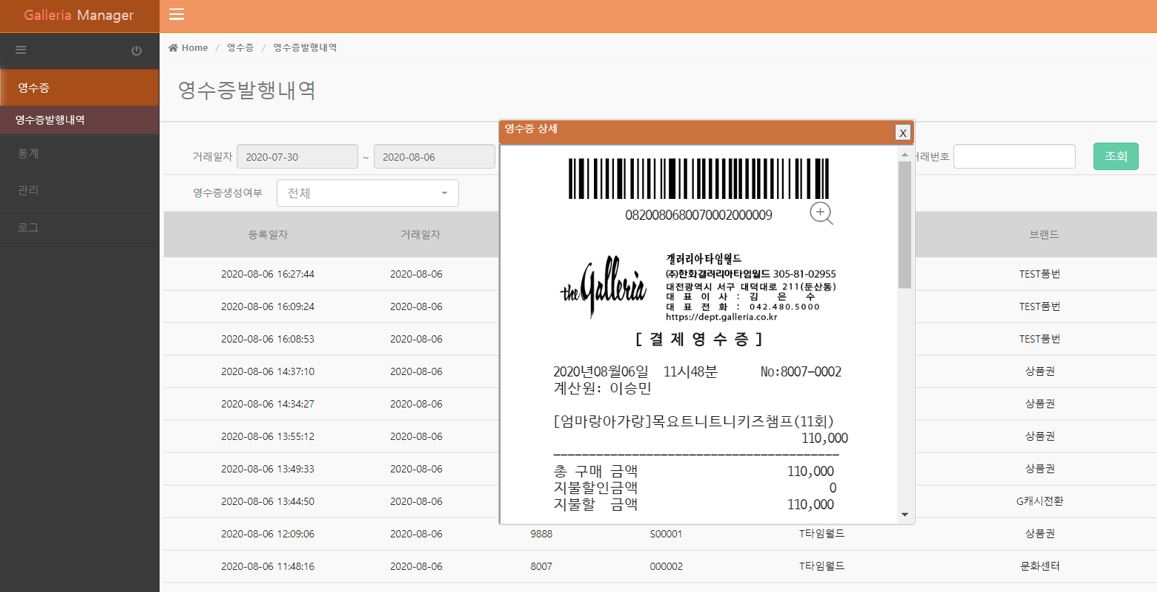 Galleria Manager
Home / 영수증 / 영수증발행내역
영수증
영수증발행내역
통계
관리
로그
영수증발행내역
거래일자 2020-07-30 ~ 2020-08-06
래번호
조회
영수증생성여부 전체
등록일자 거래일자 브랜드
2020-08-06 16:27:44 2020-08-06 TEST품번
2020-08-06 16:09:24 2020-08-06 TEST품번
2020-08-06 16:08:53 2020-08-06 TEST품번
2020-08-06 14:37:10 2020-08-06 상품권
2020-08-06 14:34:27 2020-08-06 상품권
2020-08-06 13:55:12 2020-08-06 상품권
2020-08-06 13:49:33 2020-08-06 상품권
2020-08-06 13:44:50 2020-08-06 G캐시전환
2020-08-06 12:09:06 2020-08-06 9888 S00001 T타임월드 상품권
2020-08-06 11:48:16 2020-08-06 8007 000002 T타임월드 문화센터
영수증 상세 X
0820080680070002000009
the Galleria
갤러리아타임월드
(주)한화갤러리아타임월드 305-81-02955
대전광역시 서구 대덕대로 211(둔산동)
대 표 이 사 : 김 은 수
대 표 전 화 : 042.480.5000
https://dept.galleria.co.kr
[ 결 제 영 수 증 ]
2020년08월06일 11시48분 No:8007-0002
계산원: 이승민
[엄마랑아가랑]목요트니트니키즈챔프(11회)
110,000
총 구매 금액 110,000
지불할인금액 0
지불할 금액 110,000